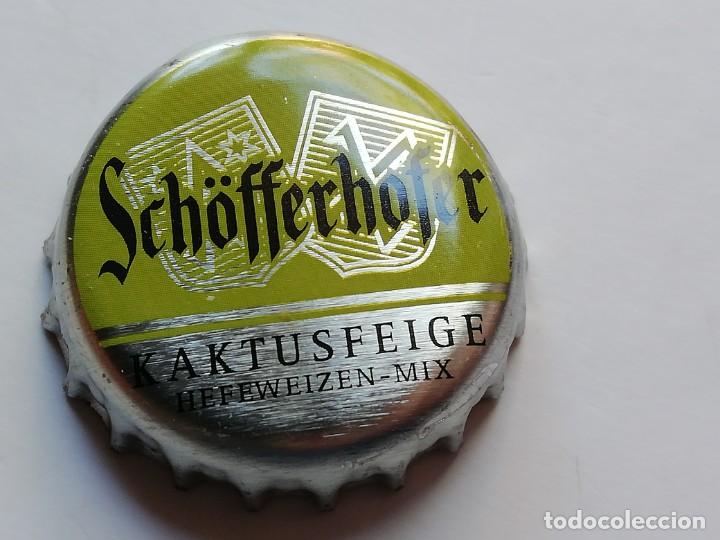 Schöfferhofer
KAKTUSFEIGE
HEFEWEIZEN-MIX
todocoleccion